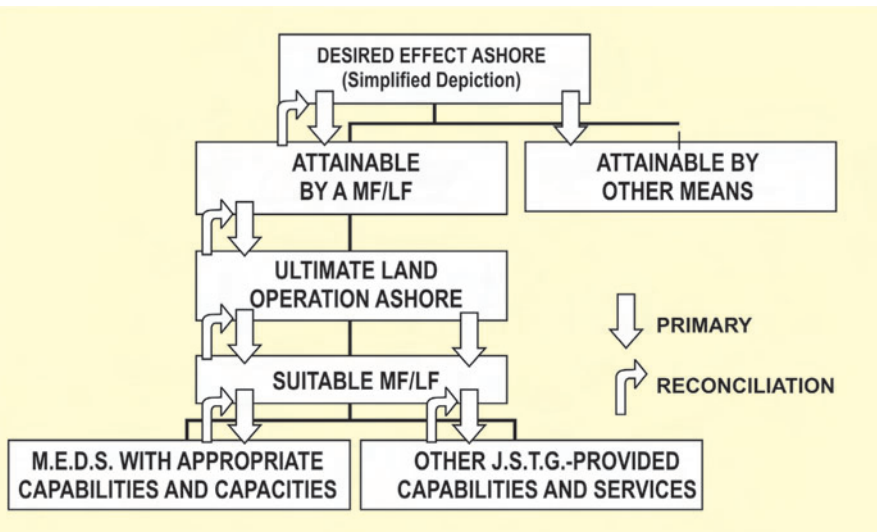 DESIRED EFFECT ASHORE
(Simplified Depiction)
ATTAINABLE
BY A MF/LF
ATTAINABLE BY
OTHER MEANS
ULTIMATE LAND
OPERATION ASHORE
PRIMARY
SUITABLE MF/LF
RECONCILIATION
M.E.D.S. WITH APPROPRIATE
CAPABILITIES AND CAPACITIES
OTHER J.S.T.G.-PROVIDED
CAPABILITIES AND SERVICES